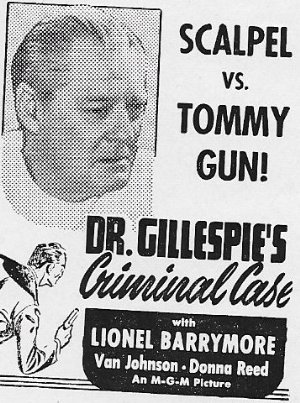 SCALPEL
VS.
TOMMY
GUN!
DR. GILLESPIE'S
Criminal Case
with
LIONEL BARRYMORE
Van Johnson • Donna Reed
An M-G-M Picture